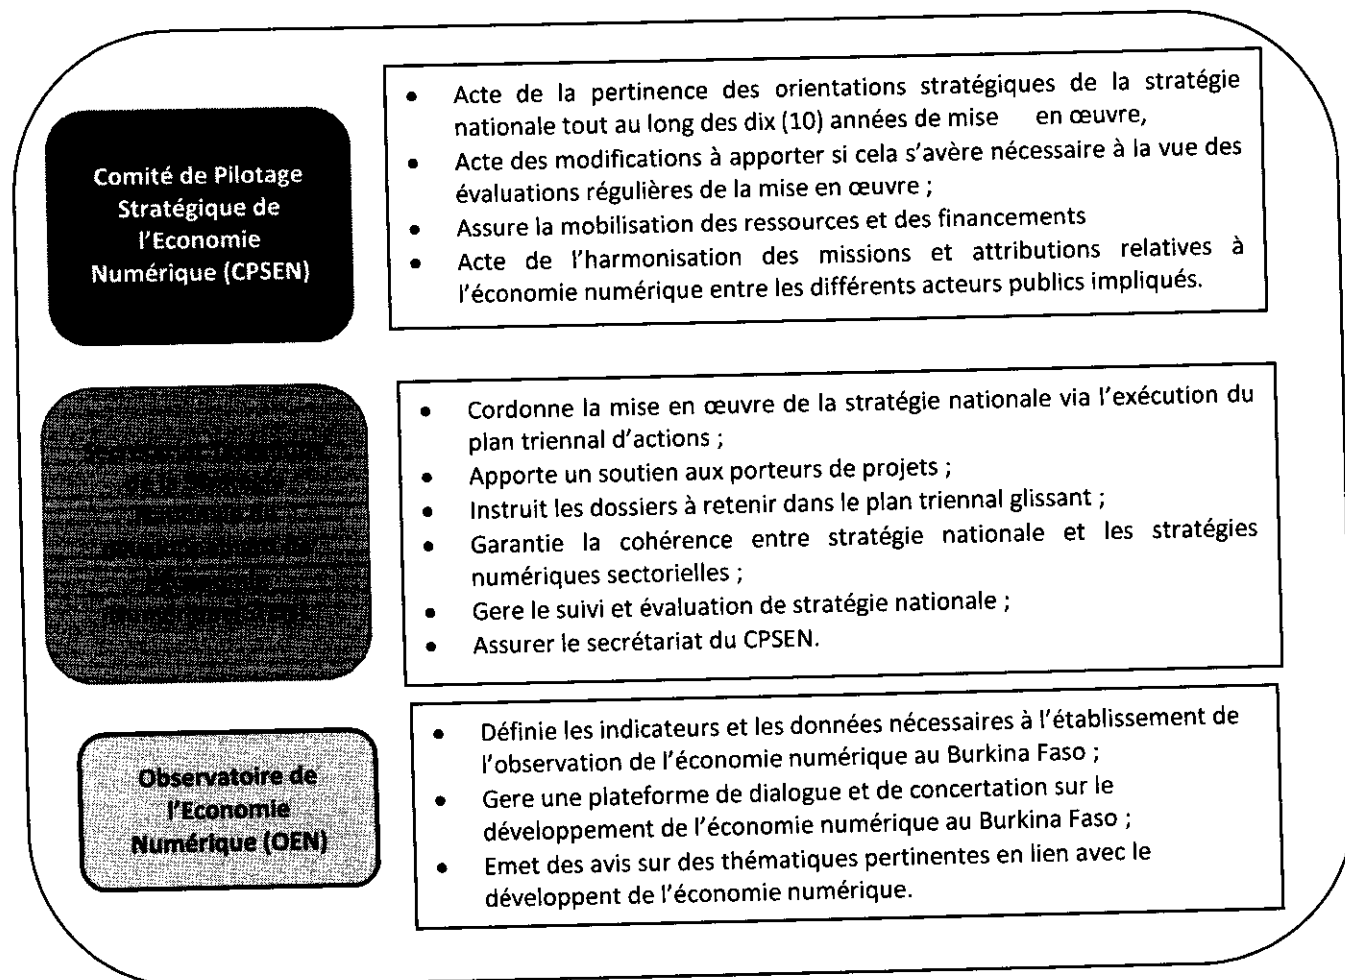 Comité de Pilotage
Stratégique de
l'Economie
Numérique (CPSEN)
• Acte de la pertinence des orientations stratégiques de la stratégie
nationale tout au long des dix (10) années de mise en œuvre,
• Acte des modifications à apporter si cela s'avère nécessaire à la vue des
évaluations régulières de la mise en œuvre ;
• Assure la mobilisation des ressources et des financements
• Acte de l'harmonisation des missions et attributions relatives à
l'économie numérique entre les différents acteurs publics impliqués.
• Cordonne la mise en œuvre de la stratégie nationale via l'exécution du
plan triennal d'actions ;
• Apporte un soutien aux porteurs de projets ;
• Instruit les dossiers à retenir dans le plan triennal glissant ;
• Garantie la cohérence entre stratégie nationale et les stratégies
numériques sectorielles ;
• Gere le suivi et évaluation de stratégie nationale ;
• Assurer le secrétariat du CPSEN.
Observatoire de
l'Economie
Numérique (OEN)
• Définie les indicateurs et les données nécessaires à l'établissement de
l'observation de l'économie numérique au Burkina Faso ;
• Gere une plateforme de dialogue et de concertation sur le
développement de l'économie numérique au Burkina Faso ;
• Emet des avis sur des thématiques pertinentes en lien avec le
développent de l'économie numérique.